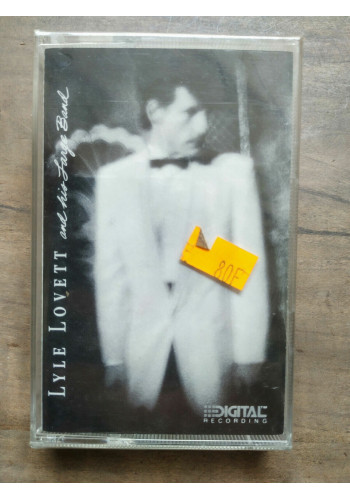 LYLE LOVETT
and his Large Band
80F
DIGITAL
RECORDING